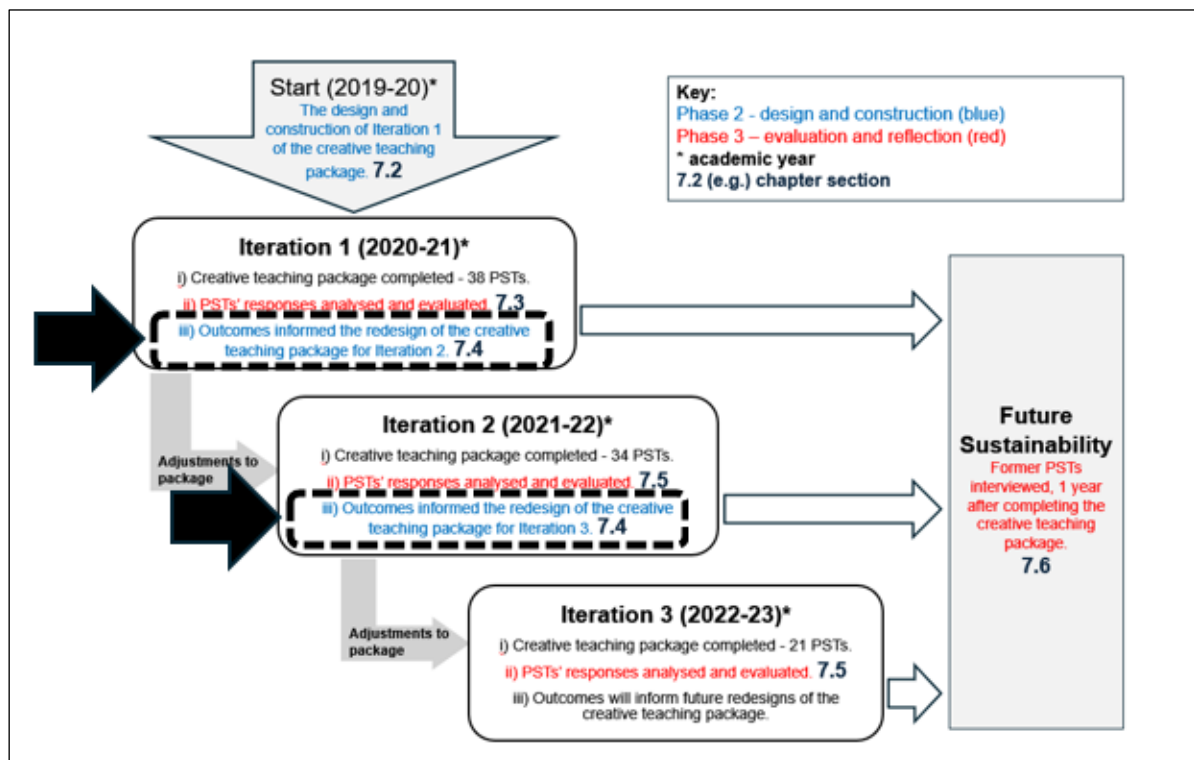 Start (2019-20)*
The design and
construction of Iteration 1
of the creative teaching
package. 7.2
Key:
Phase 2 - design and construction (blue)
Phase 3 – evaluation and reflection (red)
* academic year
7.2 (e.g.) chapter section
Iteration 1 (2020-21)*
i) Creative teaching package completed - 38 PSTs.
ii) PSTs' responses analysed and evaluated. 7.3
iii) Outcomes informed the redesign of the creative
teaching package for Iteration 2. 7.4
Adjustments to
package
Iteration 2 (2021-22)*
i) Creative teaching package completed - 34 PSTs.
ii) PSTs' responses analysed and evaluated. 7.5
iii) Outcomes informed the redesign of the creative
teaching package for Iteration 3. 7.4
Adjustments to
package
Iteration 3 (2022-23)*
i) Creative teaching package completed - 21 PSTs.
ii) PSTs' responses analysed and evaluated. 7.5
iii) Outcomes will inform future redesigns of the
creative teaching package.
Future
Sustainability
Former PSTs
interviewed, 1 year
after completing the
creative teaching
package.
7.6